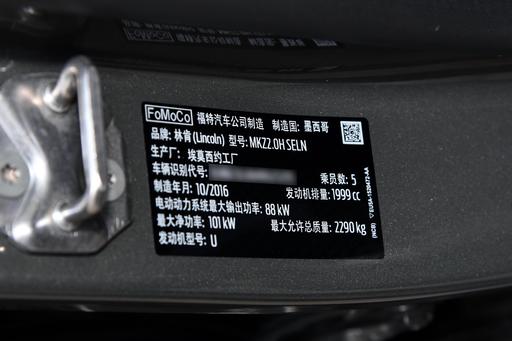 FoMoCo 福特汽车公司制造 制造国: 墨西哥
品牌: 林肯(Lincoln) 型号: MKZ2.0H SELN
生产厂: 埃莫西约工厂
车辆识别代号:
乘员数: 5
制造年月: 10/2016 发动机排量: 1999 cc
电动动力系统最大输出功率: 88 kW
最大净功率: 101 kW 最大允许总质量: 2290 kg
发动机型号: U
(NCB)